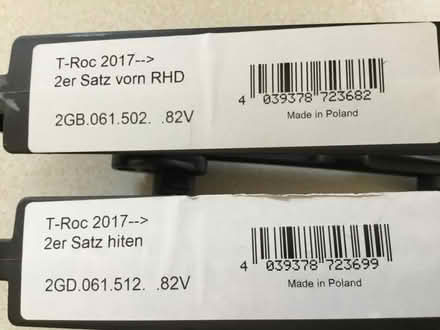 T-Roc 2017-->
2er Satz vorn RHD
2GB.061.502. .82V
4 039378 723682
Made in Poland
T-Roc 2017-->
2er Satz hiten
2GD.061.512. .82V
4 039378 723699
Made in Poland